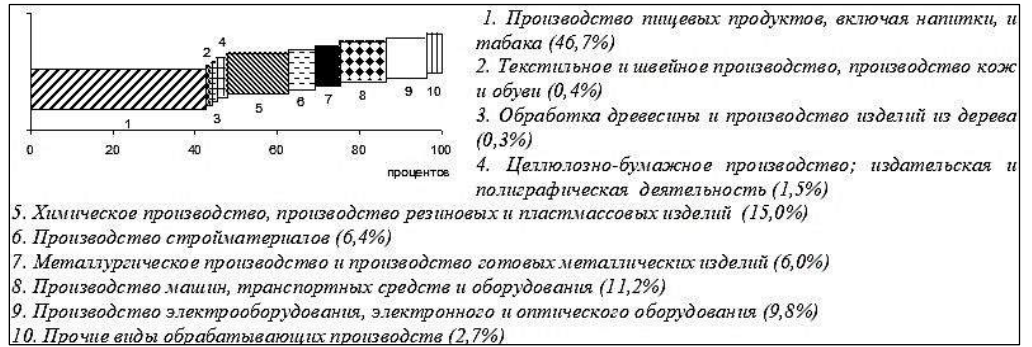 1. Производство пищевых продуктов, включая напитки, и
табака (46,7%)
2. Текстильное и швейное производство, производство кож
и обуви (0,4%)
3. Обработка древесины и производство изделий из дерева
(0,3%)
4. Целлюлозно-бумажное производство; издательская и
полиграфическая деятельность (1,5%)
2 4
1 3 5 6 7 8 9 10
0 20 40 60 80 100
процентов
5. Химическое производство, производство резиновых и пластмассовых изделий (15,0%)
6. Производство стройматериалов (6,4%)
7. Металлургическое производство и производство готовых металлических изделий (6,0%)
8. Производство машин, транспортных средств и оборудования (11,2%)
9. Производство электрооборудования, электронного и оптического оборудования (9,8%)
10. Прочие виды обрабатывающих производств (2,7%)